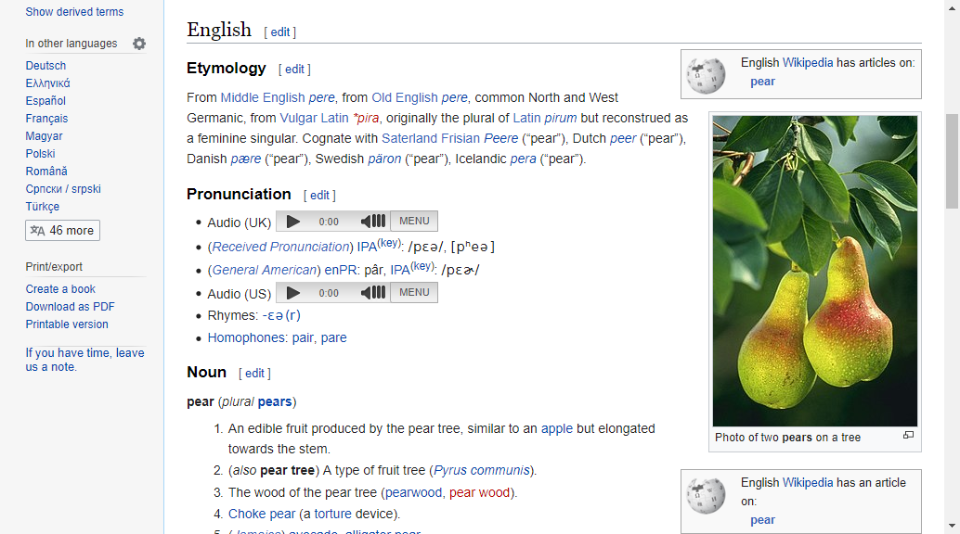 Show derived terms
In other languages
Deutsch
Ελληνικά
Español
Français
Magyar
Polski
Română
Српски / srpski
Türkçe
46 more
Print/export
Create a book
Download as PDF
Printable version
If you have time, leave
us a note.
English [ edit ]
Etymology [ edit ]
From Middle English pere, from Old English pere, common North and West
Germanic, from Vulgar Latin *pira, originally the plural of Latin pirum but reconstrued as
a feminine singular. Cognate with Saterland Frisian Peere (“pear”), Dutch peer (“pear”),
Danish pære (“pear”), Swedish päron (“pear”), Icelandic pera (“pear”).
Pronunciation [ edit ]
Audio (UK) 0:00 MENU
(Received Pronunciation) IPA(key): /pɛə/, [pʰeə]
(General American) enPR: pâr, IPA(key): /pɛɚ/
Audio (US) 0:00 MENU
Rhymes: -ɛə(r)
Homophones: pair, pare
Noun [ edit ]
pear (plural pears)
1. An edible fruit produced by the pear tree, similar to an apple but elongated
towards the stem.
2. (also pear tree) A type of fruit tree (Pyrus communis).
3. The wood of the pear tree (pearwood, pear wood).
4. Choke pear (a torture device).
5. (Jamaica) avocado, alligator pear
English Wikipedia has articles on:
pear
Photo of two pears on a tree
English Wikipedia has an article
on:
pear